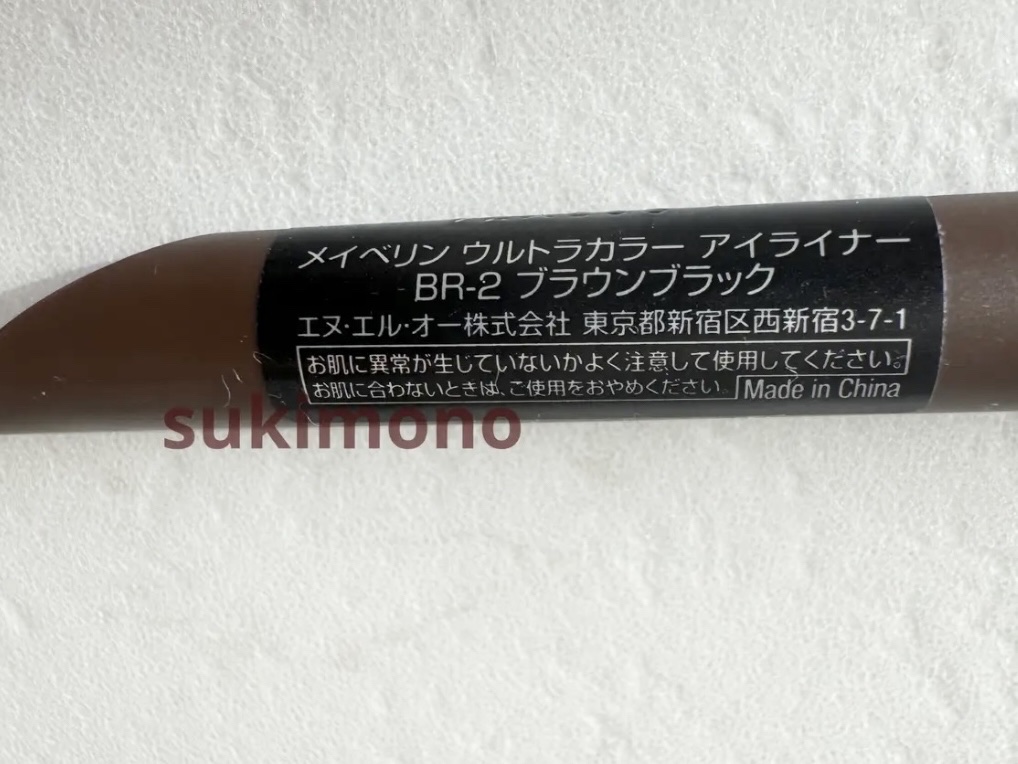 メイベリン ウルトラカラー アイライナー
BR-2 ブラウンブラック
エヌ・エル・オー株式会社 東京都新宿区西新宿3-7-1
お肌に異常が生じていないかよく注意して使用してください。
お肌に合わないときは、ご使用をおやめください。 Made in China
sukimono